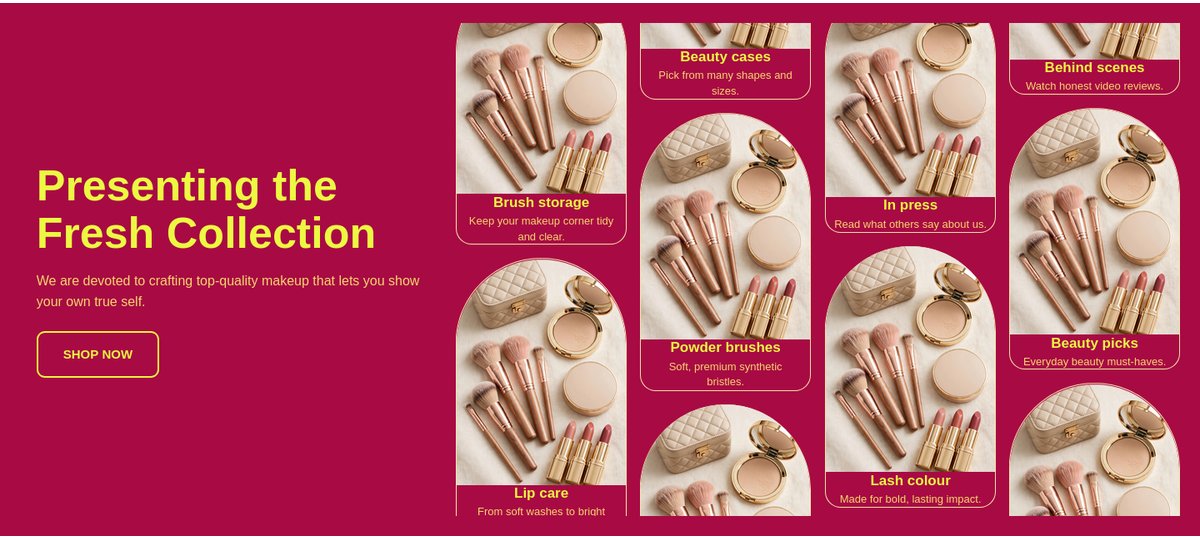 Presenting the
Fresh Collection
We are devoted to crafting top-quality makeup that lets you show
your own true self.
SHOP NOW
Brush storage
Keep your makeup corner tidy
and clear.
Lip care
From soft washes to bright
Beauty cases
Pick from many shapes and
sizes.
Powder brushes
Soft, premium synthetic
bristles.
In press
Read what others say about us.
Lash colour
Made for bold, lasting impact.
Behind scenes
Watch honest video reviews.
Beauty picks
Everyday beauty must-haves.